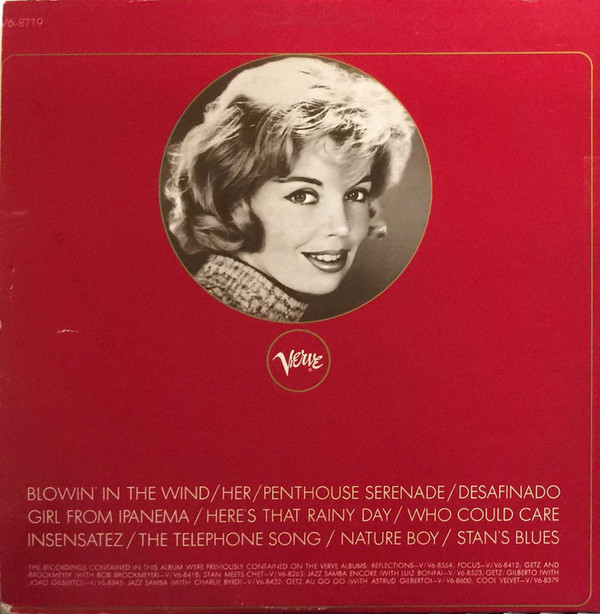 V6-8719
Verve
BLOWIN' IN THE WIND/HER/PENTHOUSE SERENADE/DESAFINADO
GIRL FROM IPANEMA/HERE'S THAT RAINY DAY/WHO COULD CARE
INSENSATEZ/THE TELEPHONE SONG/NATURE BOY/STAN'S BLUES
THE RECORDINGS CONTAINED IN THIS ALBUM WERE PREVIOUSLY CONTAINED ON THE VERVE ALBUMS: REFLECTIONS—V/V6-8554; FOCUS—V/V6-8412; GETZ AND
BROOKMEYER (WITH BOB BROOKMEYER)—V/V6-8418; STAN MEETS CHET—V/V6-8263; JAZZ SAMBA ENCORE (WITH LUIZ BONFA)—V/V6-8523; GETZ/GILBERTO (WITH
JOAO GILBERTO)—V/V6-8545; JAZZ SAMBA (WITH CHARLIE BYRD)—V/V6-8432; GETZ AU GO GO (WITH ASTRUD GILBERTO)—V/V6-8600; COOL VELVET—V/V6-8379